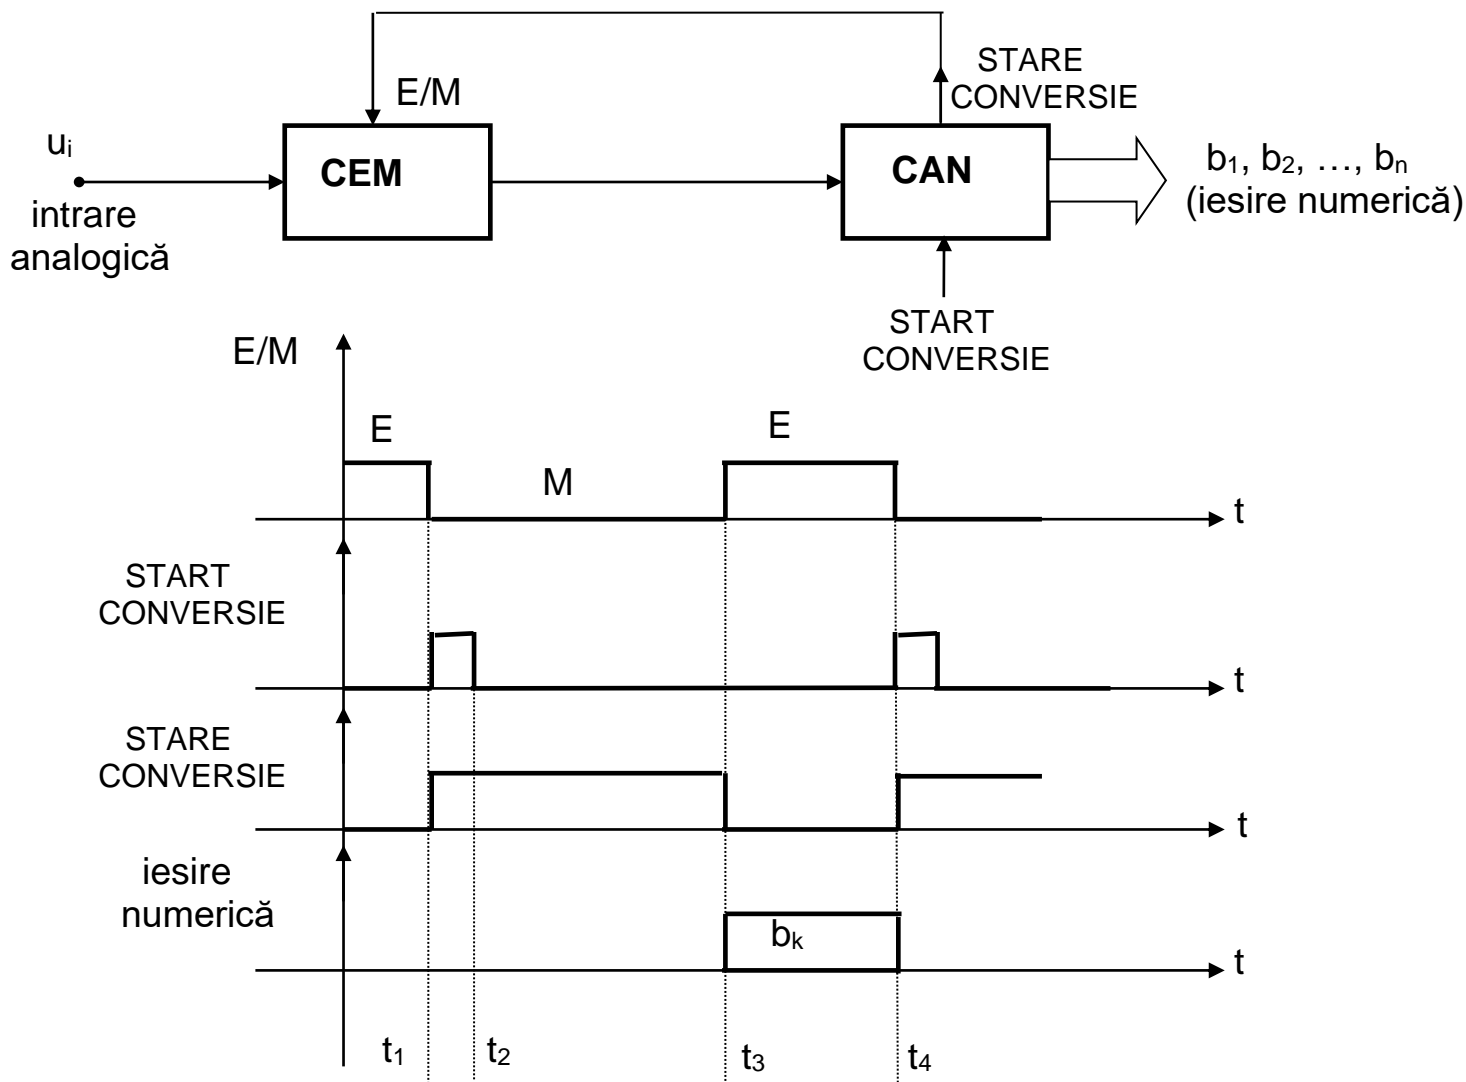 STARE
CONVERSIE
E/M
uᵢ
CEM
CAN
b₁, b₂, …, bₙ
(iesire numerică)
intrare
analogică
START
CONVERSIE
E/M
E
E
M
t
START
CONVERSIE
t
STARE
CONVERSIE
t
iesire
numerică
bₖ
t
t₁
t₂
t₃
t₄